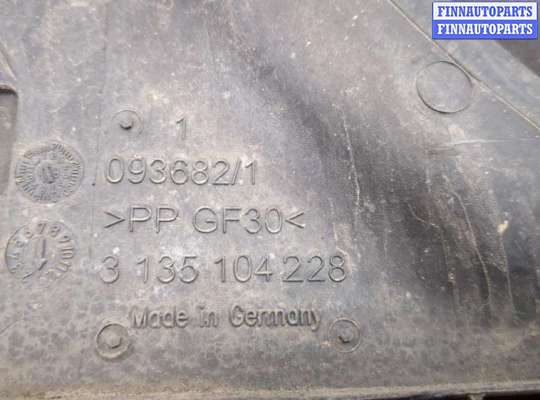 FINNAUTOPARTS
FINNAUTOPARTS
1
093682/1
>PP GF30<
3 135 104 228
Made in Germany